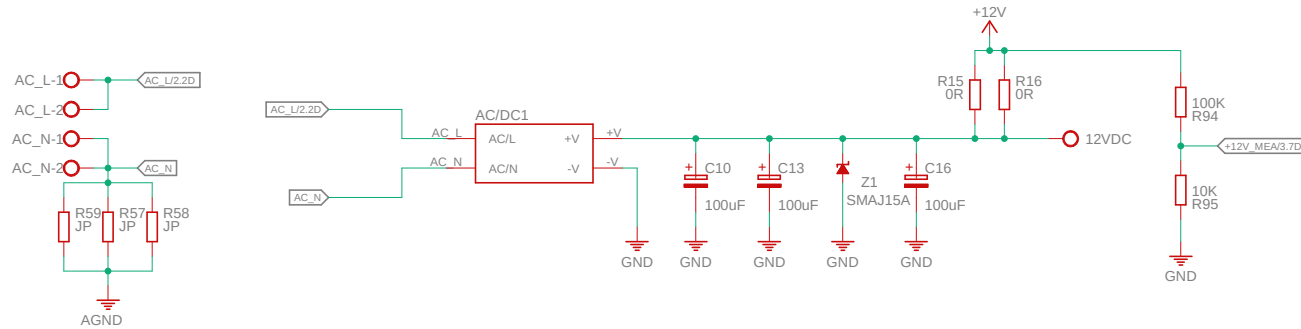 +12V
AC_L-1
AC_L/2.2D
AC_L-2
AC_N-1
AC_N-2
AC_N
R59
JP
R57
JP
R58
JP
AGND
AC_L/2.2D
AC_N
AC/DC1
AC_L
AC/L
+V
+V
AC_N
AC/N
-V
-V
GND
C10
100uF
GND
C13
100uF
GND
Z1
SMAJ15A
GND
C16
100uF
GND
R15
0R
R16
0R
12VDC
100K
R94
+12V_MEA/3.7D
10K
R95
GND